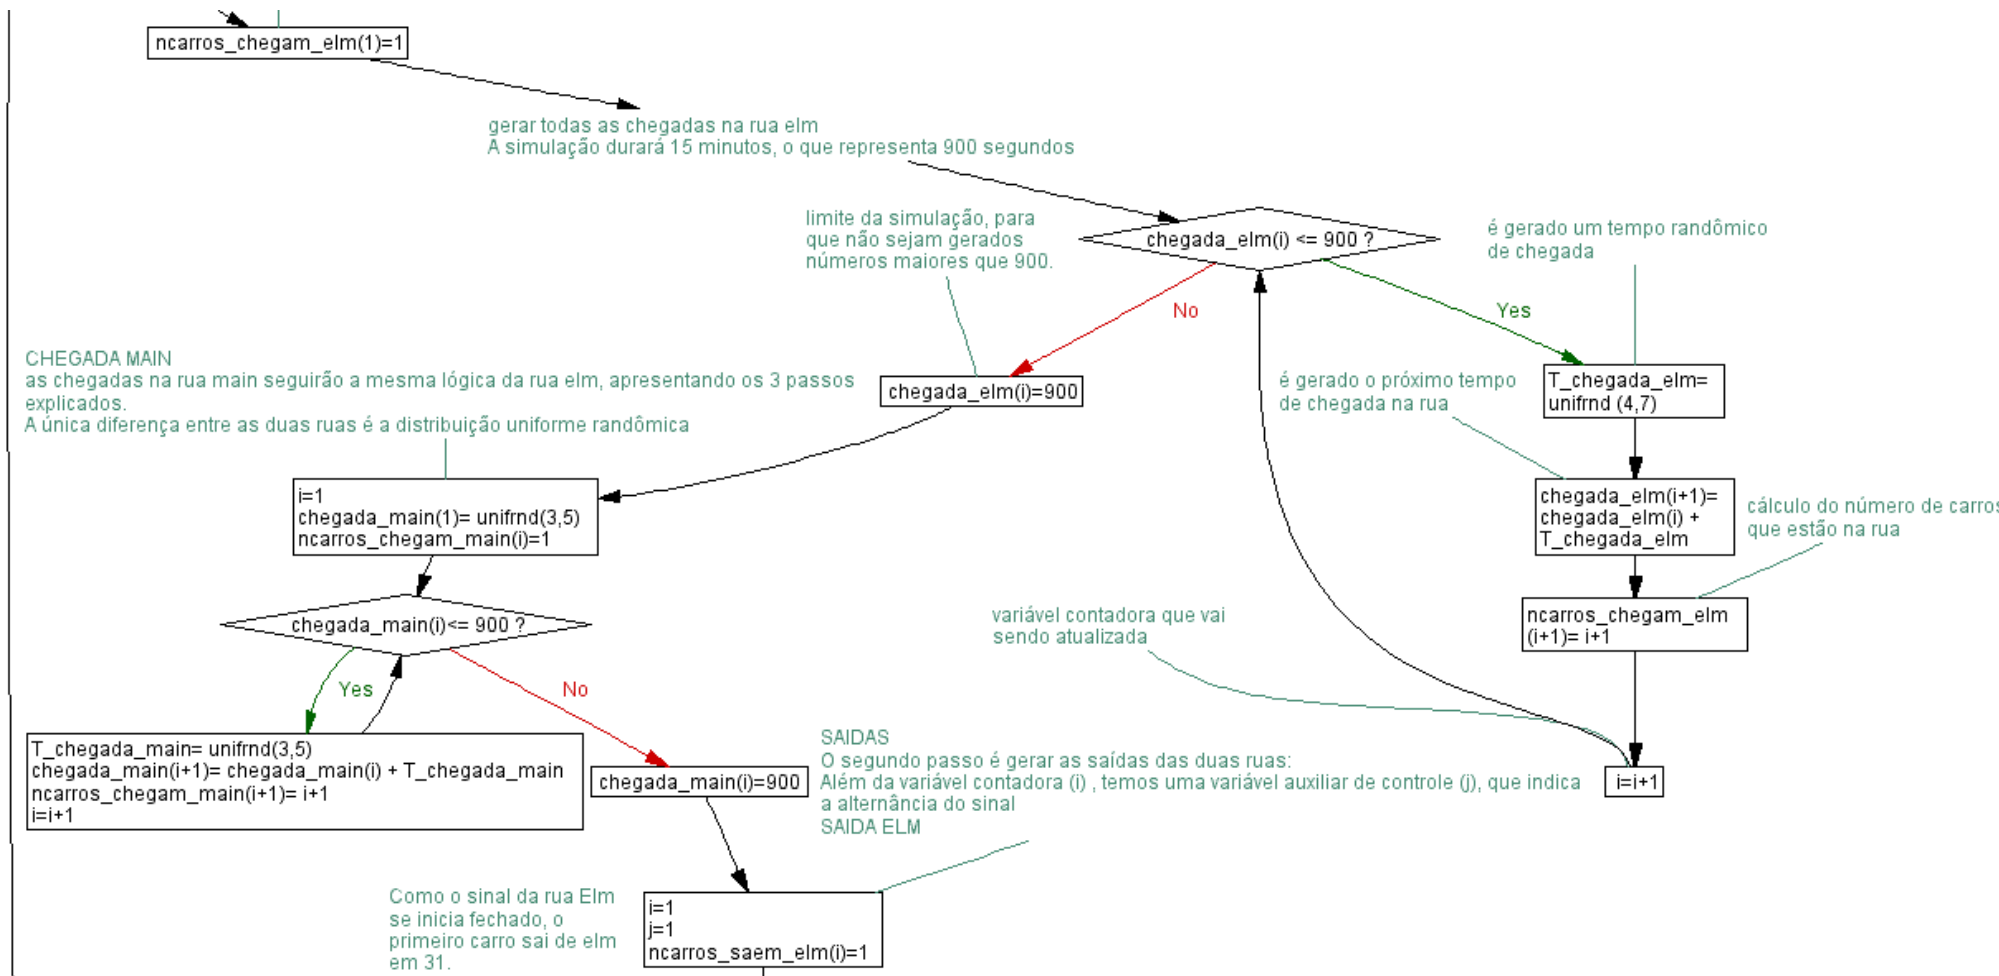 ncarros_chegam_elm(1)=1
gerar todas as chegadas na rua elm
A simulação durará 15 minutos, o que representa 900 segundos
limite da simulação, para
que não sejam gerados
números maiores que 900.
chegada_elm(i) <= 900 ?
é gerado um tempo randômico
de chegada
No
Yes
CHEGADA MAIN
as chegadas na rua main seguirão a mesma lógica da rua elm, apresentando os 3 passos
explicados.
A única diferença entre as duas ruas é a distribuição uniforme randômica
chegada_elm(i)=900
é gerado o próximo tempo
de chegada na rua
T_chegada_elm=
unifrnd (4,7)
i=1
chegada_main(1)= unifrnd(3,5)
ncarros_chegam_main(i)=1
chegada_elm(i+1)=
chegada_elm(i) +
T_chegada_elm
cálculo do número de carros
que estão na rua
chegada_main(i)<= 900 ?
variável contadora que vai
sendo atualizada
ncarros_chegam_elm
(i+1)= i+1
Yes
No
T_chegada_main= unifrnd(3,5)
chegada_main(i+1)= chegada_main(i) + T_chegada_main
ncarros_chegam_main(i+1)= i+1
i=i+1
chegada_main(i)=900
SAIDAS
O segundo passo é gerar as saídas das duas ruas:
Além da variável contadora (i) , temos uma variável auxiliar de controle (j), que indica
a alternância do sinal
SAIDA ELM
i=i+1
Como o sinal da rua Elm
se inicia fechado, o
primeiro carro sai de elm
em 31.
i=1
j=1
ncarros_saem_elm(i)=1